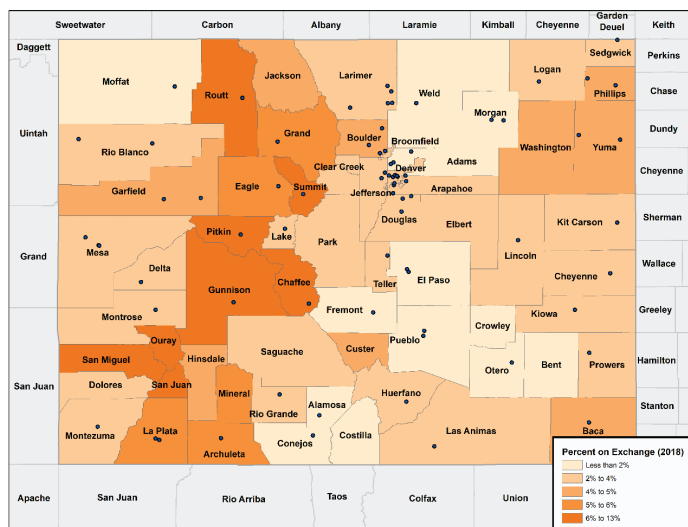 Sweetwater
Carbon
Albany
Laramie
Kimball
Cheyenne
Garden
Deuel
Keith
Daggett
Sedgwick
Perkins
Moffat
Routt
Jackson
Larimer
Weld
Logan
Phillips
Chase
Morgan
Uintah
Grand
Boulder
Broomfield
Washington
Yuma
Dundy
Rio Blanco
Clear Creek
Denver
Adams
Cheyenne
Garfield
Eagle
Summit
Jefferson
Arapahoe
Douglas
Pitkin
Lake
Park
Elbert
Kit Carson
Sherman
Mesa
Grand
Delta
Lincoln
Wallace
Gunnison
Chaffee
Teller
El Paso
Cheyenne
Montrose
Fremont
Kiowa
Greeley
Ouray
Crowley
San Miguel
Hinsdale
Saguache
Custer
Pueblo
Otero
Bent
Prowers
Hamilton
San Juan
Dolores
San Juan
Mineral
Rio Grande
Alamosa
Huerfano
Stanton
Montezuma
La Plata
Archuleta
Conejos
Costilla
Las Animas
Baca
Apache
San Juan
Rio Arriba
Taos
Colfax
Union
Percent on Exchange (2018)
Less than 2%
2% to 4%
4% to 5%
5% to 6%
6% to 13%